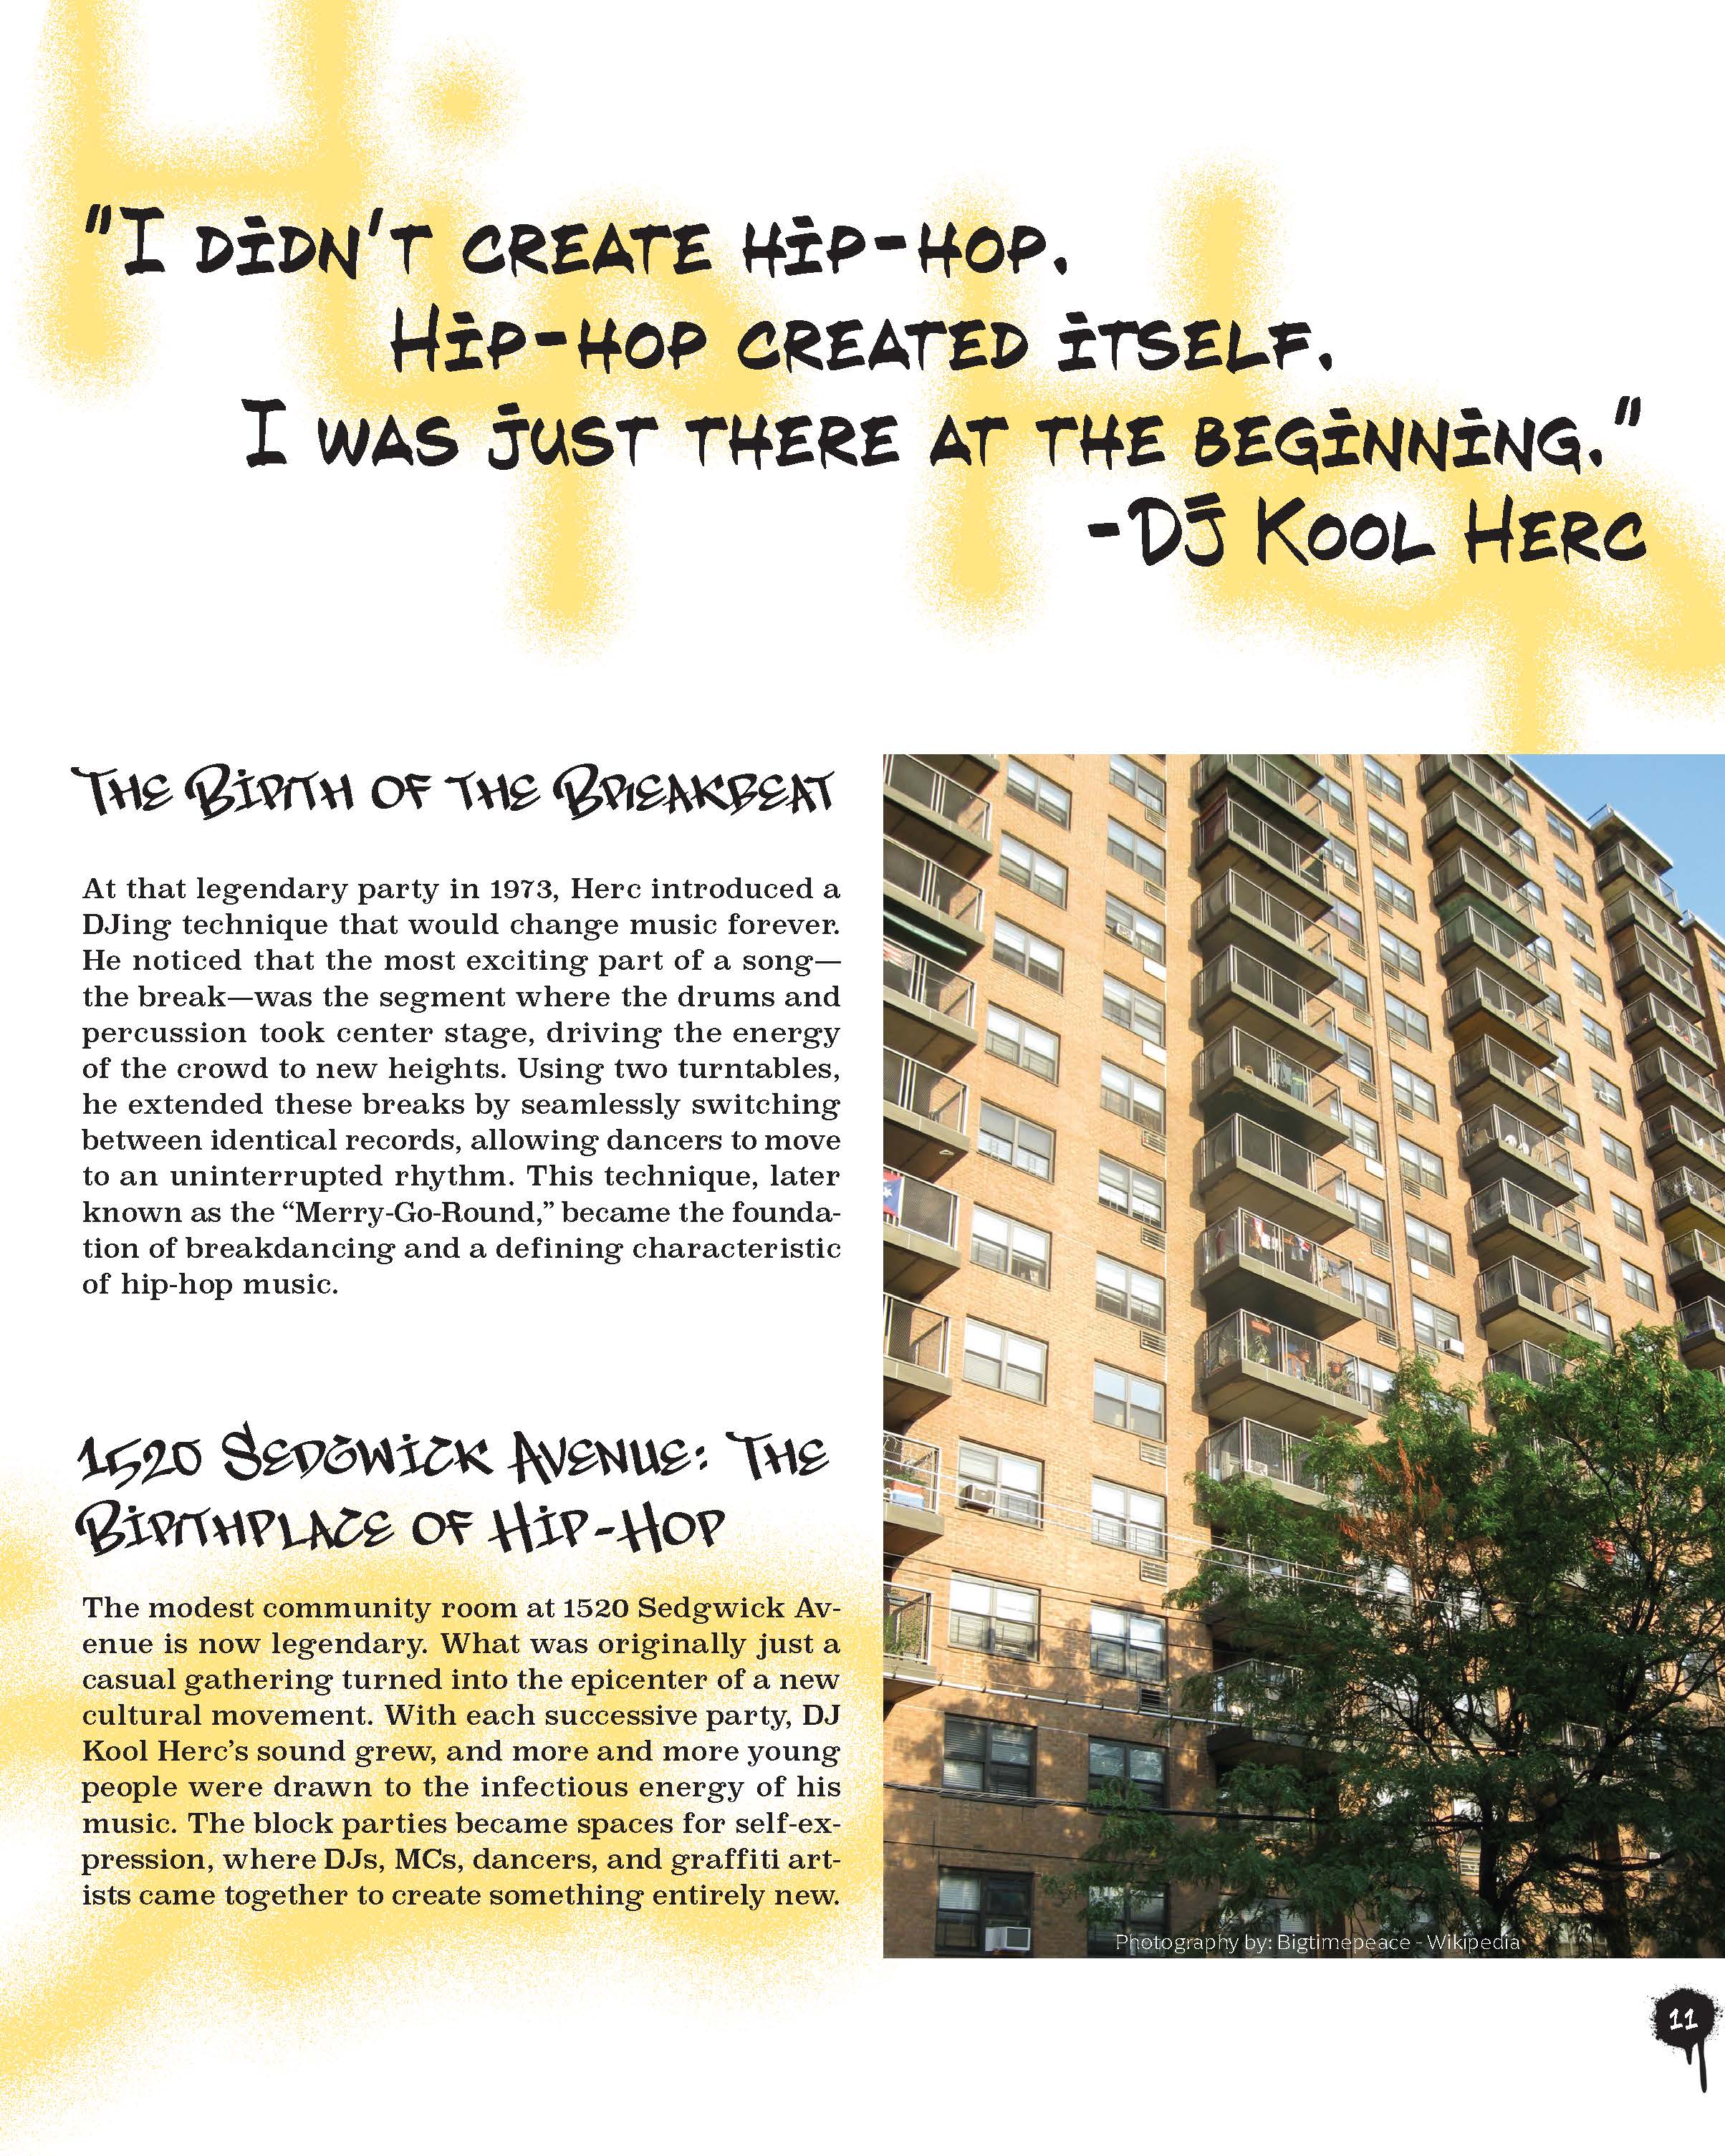 "I didn't create hip-hop.
Hip-hop created itself.
I was just there at the beginning."
-DJ Kool Herc
The Birth of the Breakbeat
At that legendary party in 1973, Herc introduced a
DJing technique that would change music forever.
He noticed that the most exciting part of a song—
the break—was the segment where the drums and
percussion took center stage, driving the energy
of the crowd to new heights. Using two turntables,
he extended these breaks by seamlessly switching
between identical records, allowing dancers to move
to an uninterrupted rhythm. This technique, later
known as the “Merry-Go-Round,” became the founda-
tion of breakdancing and a defining characteristic
of hip-hop music.
1520 Sedgwick Avenue: The
Birthplace of Hip-Hop
The modest community room at 1520 Sedgwick Av-
enue is now legendary. What was originally just a
casual gathering turned into the epicenter of a new
cultural movement. With each successive party, DJ
Kool Herc’s sound grew, and more and more young
people were drawn to the infectious energy of his
music. The block parties became spaces for self-ex-
pression, where DJs, MCs, dancers, and graffiti art-
ists came together to create something entirely new.
Photography by: Bigtimepeace - Wikipedia
11
Hip Hop